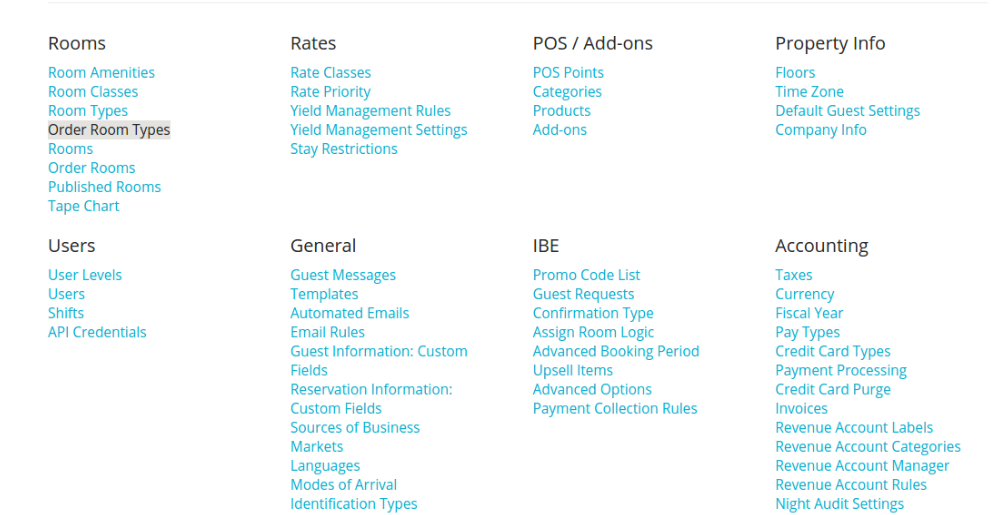 Rooms
Room Amenities
Room Classes
Room Types
Order Room Types
Rooms
Order Rooms
Published Rooms
Tape Chart
Rates
Rate Classes
Rate Priority
Yield Management Rules
Yield Management Settings
Stay Restrictions
POS / Add-ons
POS Points
Categories
Products
Add-ons
Property Info
Floors
Time Zone
Default Guest Settings
Company Info
Users
User Levels
Users
Shifts
API Credentials
General
Guest Messages
Templates
Automated Emails
Email Rules
Guest Information: Custom
Fields
Reservation Information:
Custom Fields
Sources of Business
Markets
Languages
Modes of Arrival
Identification Types
IBE
Promo Code List
Guest Requests
Confirmation Type
Assign Room Logic
Advanced Booking Period
Upsell Items
Advanced Options
Payment Collection Rules
Accounting
Taxes
Currency
Fiscal Year
Pay Types
Credit Card Types
Payment Processing
Credit Card Purge
Invoices
Revenue Account Labels
Revenue Account Categories
Revenue Account Manager
Revenue Account Rules
Night Audit Settings